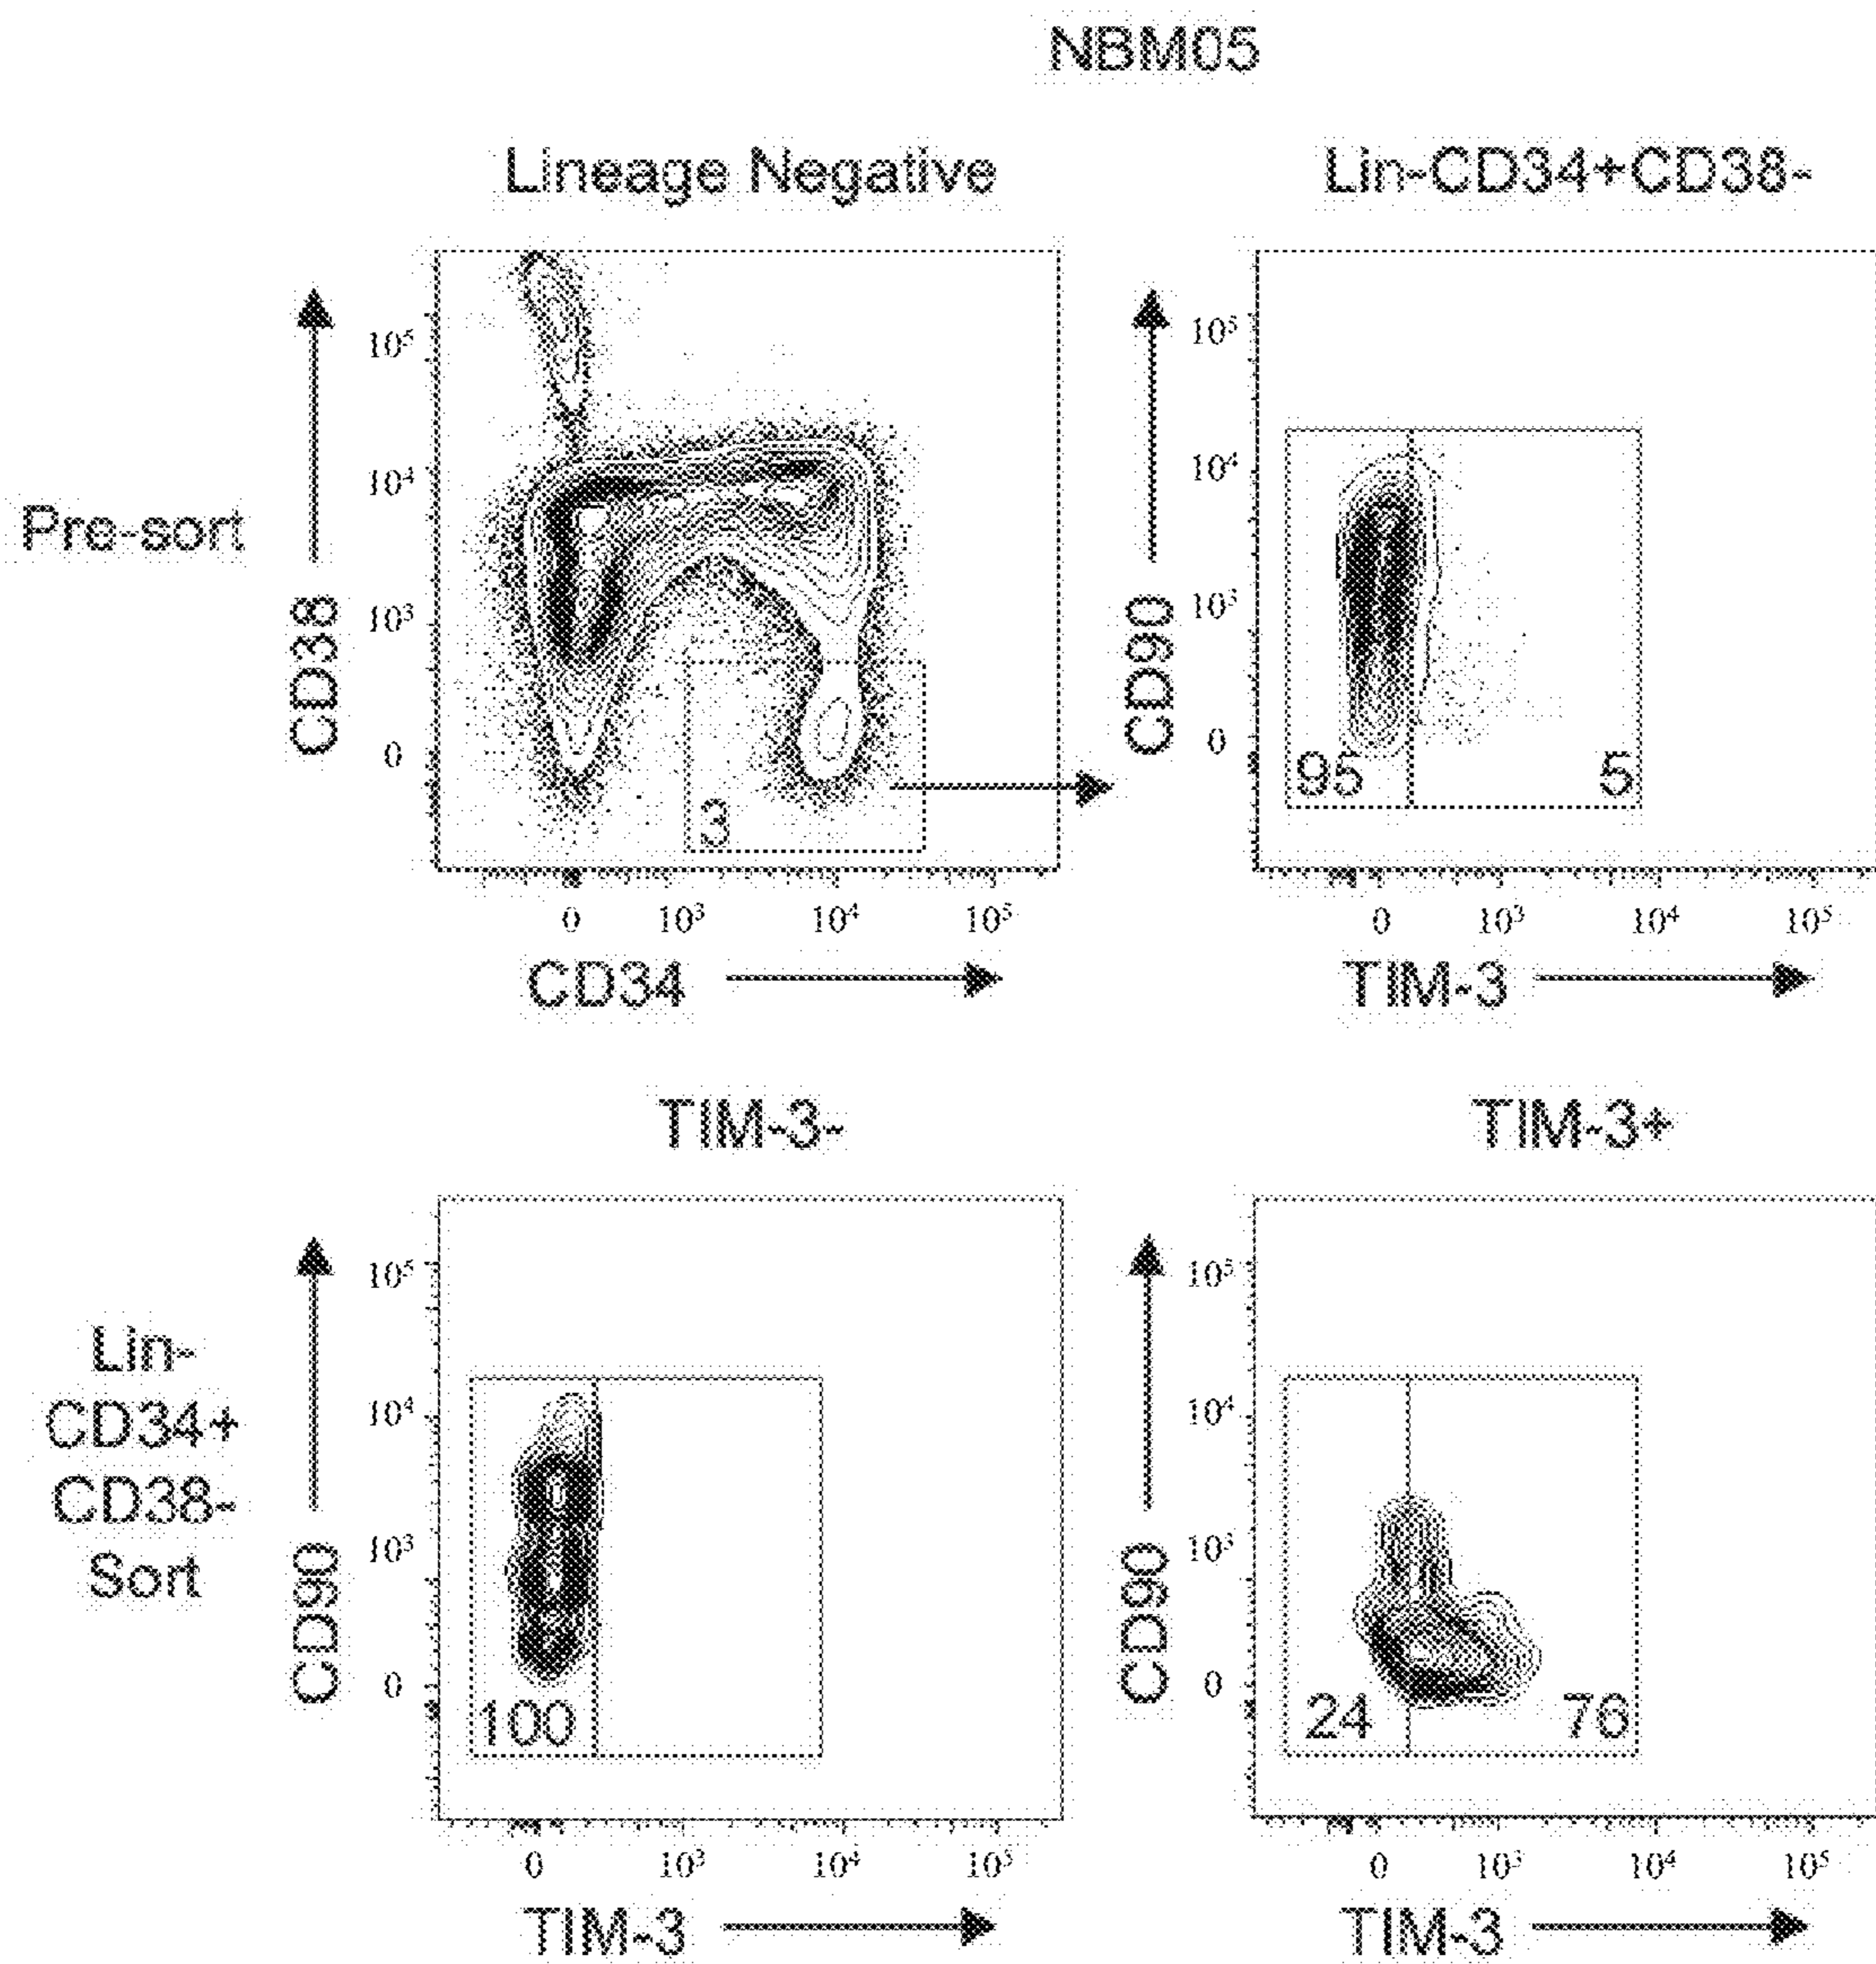 NBM05
Lineage Negative
Lin-CD34+CD38-
Pre-sort
CD38
10⁵
10⁴
10³
0
3
0
10³
10⁴
10⁵
CD34
CD90
10⁵
10⁴
10³
0
95
5
0
10³
10⁴
10⁵
TIM-3
TIM-3-
TIM-3+
Lin-
CD34+
CD38-
Sort
CD90
10⁵
10⁴
10³
0
100
0
10³
10⁴
10⁵
TIM-3
CD90
10⁵
10⁴
10³
0
24
76
0
10³
10⁴
10⁵
TIM-3